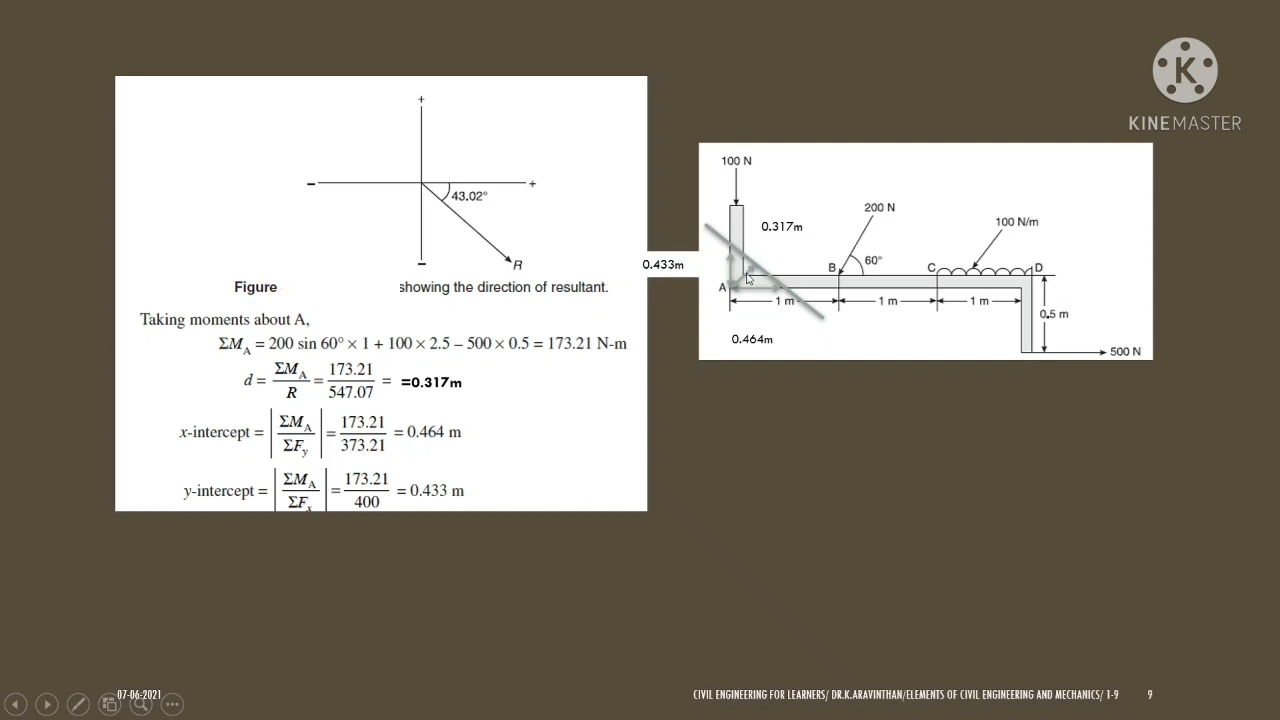 K
KINEMASTER
+
−
43.02°
+
−
R
Figure showing the direction of resultant.
Taking moments about A,
ΣM_A = 200 sin 60° × 1 + 100 × 2.5 − 500 × 0.5 = 173.21 N-m
d = ΣM_A / R = 173.21 / 547.07 = =0.317m
x-intercept = | ΣM_A / ΣF_y | = 173.21 / 373.21 = 0.464 m
y-intercept = | ΣM_A / ΣF_x | = 173.21 / 400 = 0.433 m
100 N
0.317m
200 N
100 N/m
0.433m
60°
B
C
D
A
1 m
1 m
1 m
0.5 m
0.464m
500 N
07-06-2021
CIVIL ENGINEERING FOR LEARNERS/ DR.K.ARAVINTHAN/ELEMENTS OF CIVIL ENGINEERING AND MECHANICS/ 1-9
9